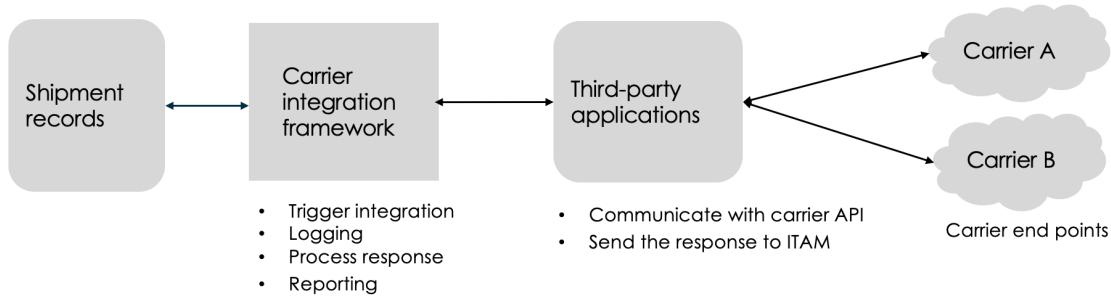 Shipment
records
Carrier
integration
framework
• Trigger integration
• Logging
• Process response
• Reporting
Third-party
applications
• Communicate with carrier API
• Send the response to ITAM
Carrier A
Carrier B
Carrier end points